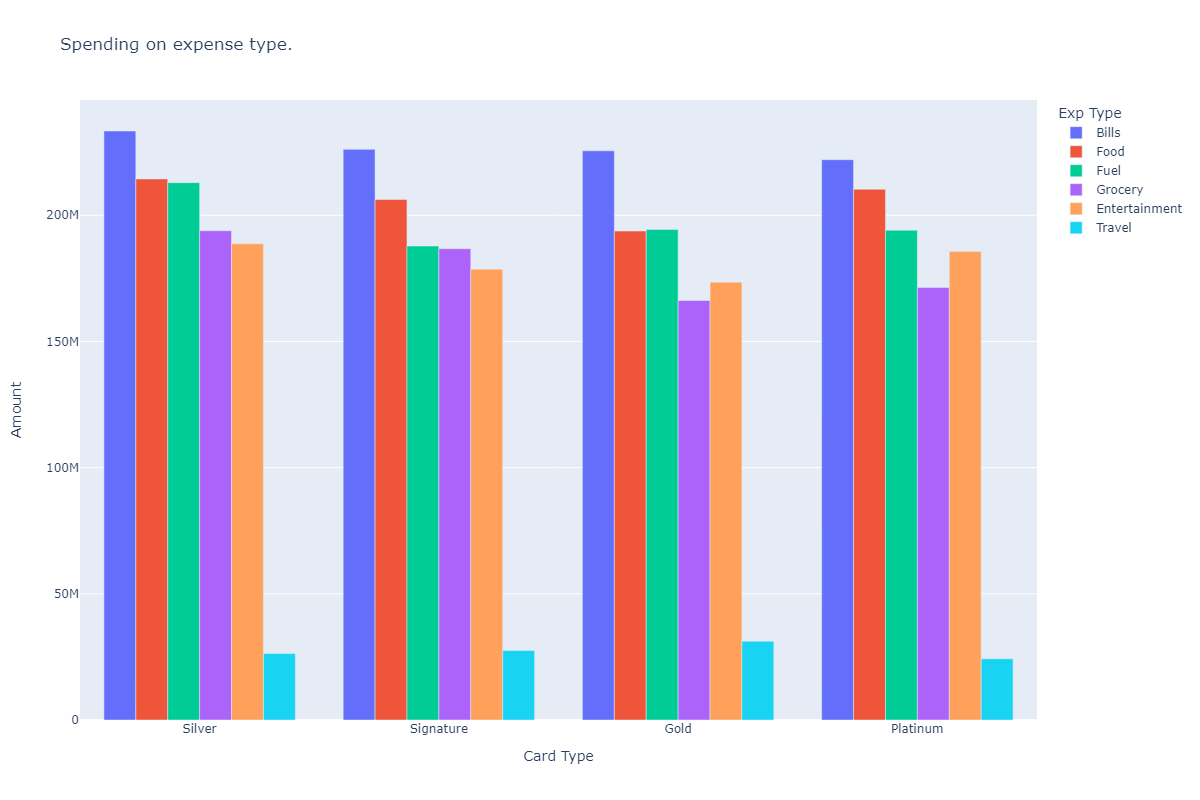 Spending on expense type.
Exp Type
Bills
Food
Fuel
Grocery
Entertainment
Travel
200M
150M
100M
50M
0
Amount
Silver
Signature
Gold
Platinum
Card Type